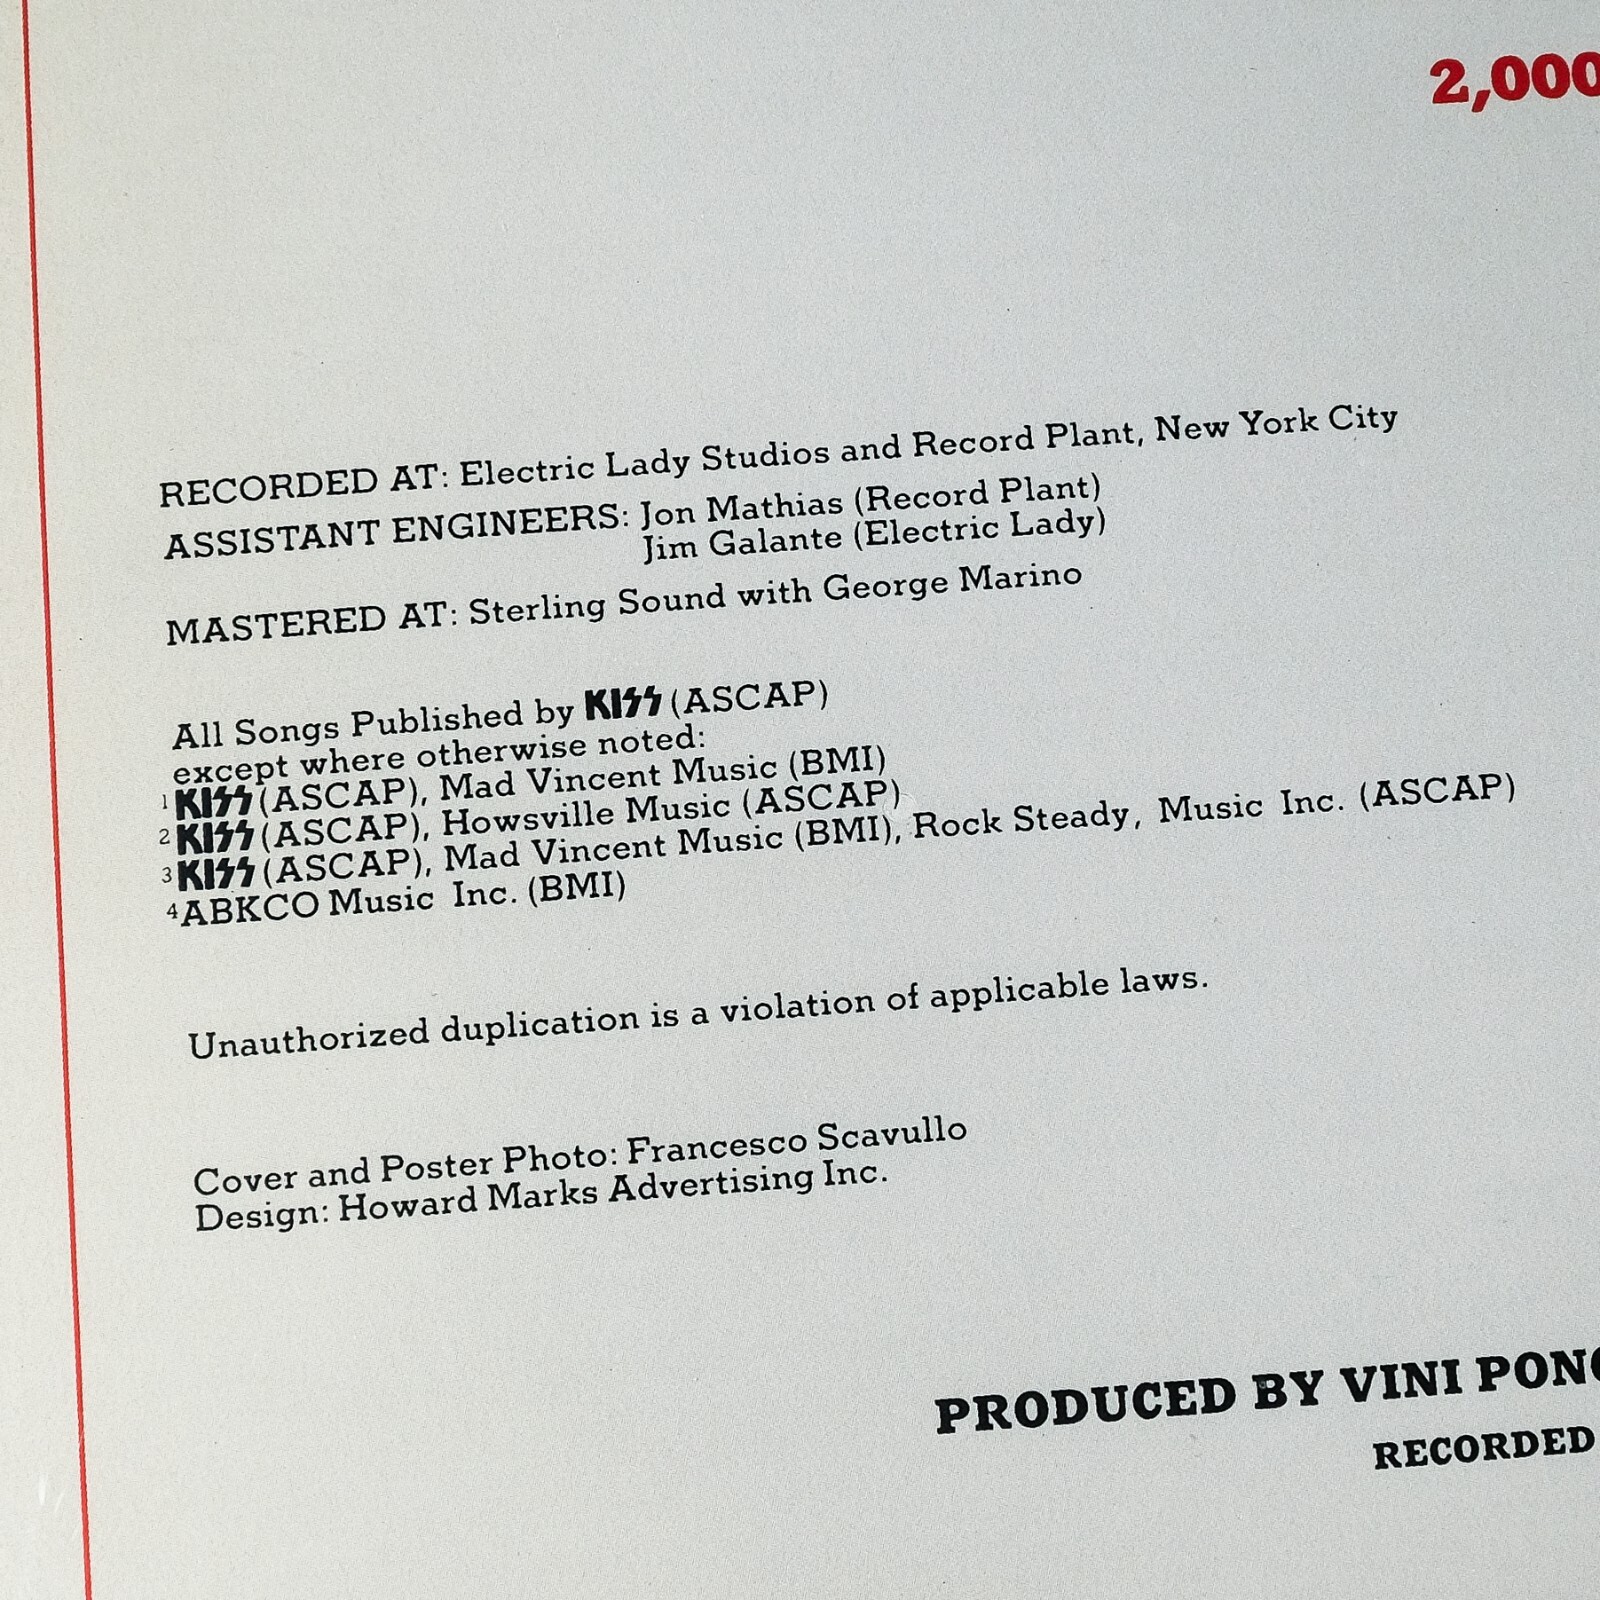 2,000
RECORDED AT: Electric Lady Studios and Record Plant, New York City
ASSISTANT ENGINEERS: Jon Mathias (Record Plant)
Jim Galante (Electric Lady)
MASTERED AT: Sterling Sound with George Marino
All Songs Published by KISS (ASCAP)
except where otherwise noted:
1 KISS (ASCAP), Mad Vincent Music (BMI)
2 KISS (ASCAP), Howsville Music (ASCAP)
3 KISS (ASCAP), Mad Vincent Music (BMI), Rock Steady, Music Inc. (ASCAP)
4 ABKCO Music Inc. (BMI)
Unauthorized duplication is a violation of applicable laws.
Cover and Poster Photo: Francesco Scavullo
Design: Howard Marks Advertising Inc.
PRODUCED BY VINI PON
RECORDED